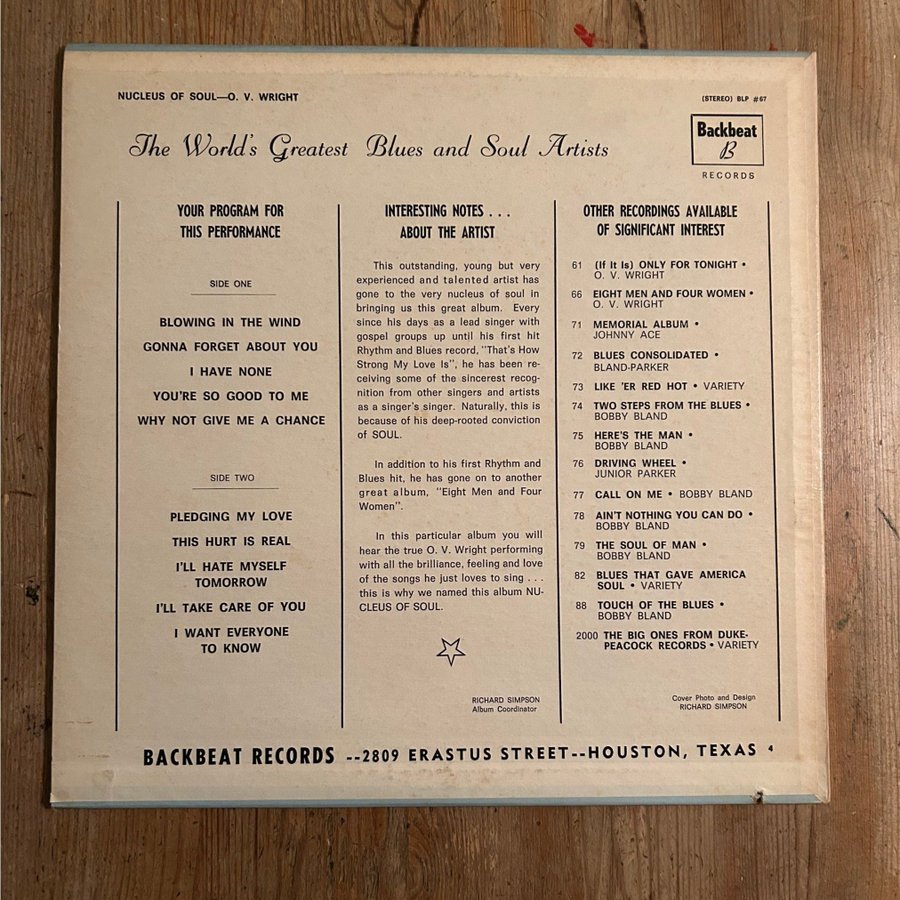 NUCLEUS OF SOUL—O. V. WRIGHT
(STEREO) BLP #67
The World's Greatest Blues and Soul Artists
Backbeat
B
RECORDS
YOUR PROGRAM FOR
THIS PERFORMANCE
SIDE ONE
BLOWING IN THE WIND
GONNA FORGET ABOUT YOU
I HAVE NONE
YOU'RE SO GOOD TO ME
WHY NOT GIVE ME A CHANCE
SIDE TWO
PLEDGING MY LOVE
THIS HURT IS REAL
I'LL HATE MYSELF
TOMORROW
I'LL TAKE CARE OF YOU
I WANT EVERYONE
TO KNOW
INTERESTING NOTES . . .
ABOUT THE ARTIST
This outstanding, young but very
experienced and talented artist has
gone to the very nucleus of soul in
bringing us this great album. Every
since his days as a lead singer with
gospel groups up until his first hit
Rhythm and Blues record, "That's How
Strong My Love Is", he has been re-
ceiving some of the sincerest recog-
nition from other singers and artists
as a singer's singer. Naturally, this is
because of his deep-rooted conviction
of SOUL.
In addition to his first Rhythm and
Blues hit, he has gone on to another
great album, "Eight Men and Four
Women".
In this particular album you will
hear the true O. V. Wright performing
with all the brilliance, feeling and love
of the songs he just loves to sing . . .
this is why we named this album NU-
CLEUS OF SOUL.
RICHARD SIMPSON
Album Coordinator
OTHER RECORDINGS AVAILABLE
OF SIGNIFICANT INTEREST
61 (If It Is) ONLY FOR TONIGHT •
O. V. WRIGHT
66 EIGHT MEN AND FOUR WOMEN •
O. V. WRIGHT
71 MEMORIAL ALBUM •
JOHNNY ACE
72 BLUES CONSOLIDATED •
BLAND-PARKER
73 LIKE 'ER RED HOT • VARIETY
74 TWO STEPS FROM THE BLUES •
BOBBY BLAND
75 HERE'S THE MAN •
BOBBY BLAND
76 DRIVING WHEEL •
JUNIOR PARKER
77 CALL ON ME • BOBBY BLAND
78 AIN'T NOTHING YOU CAN DO •
BOBBY BLAND
79 THE SOUL OF MAN •
BOBBY BLAND
82 BLUES THAT GAVE AMERICA
SOUL • VARIETY
88 TOUCH OF THE BLUES •
BOBBY BLAND
2000 THE BIG ONES FROM DUKE-
PEACOCK RECORDS • VARIETY
Cover Photo and Design
RICHARD SIMPSON
BACKBEAT RECORDS --2809 ERASTUS STREET--HOUSTON, TEXAS 4